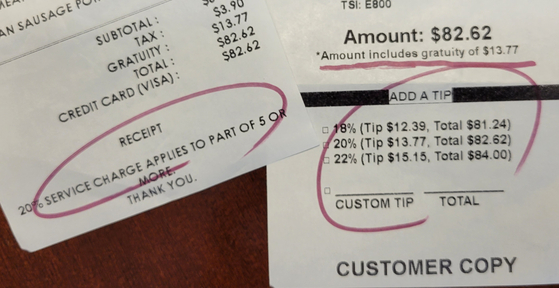 AN SAUSAGE
SUBTOTAL:
TAX: $3.90
GRATUITY: $13.77
TOTAL: $82.62
CREDIT CARD (VISA): $82.62
RECEIPT
20% SERVICE CHARGE APPLIES TO PART OF 5 OR
MORE.
THANK YOU.
TSI: E800
Amount: $82.62
*Amount includes gratuity of $13.77
ADD A TIP
18% (Tip $12.39, Total $81.24)
20% (Tip $13.77, Total $82.62)
22% (Tip $15.15, Total $84.00)
CUSTOM TIP TOTAL
CUSTOMER COPY